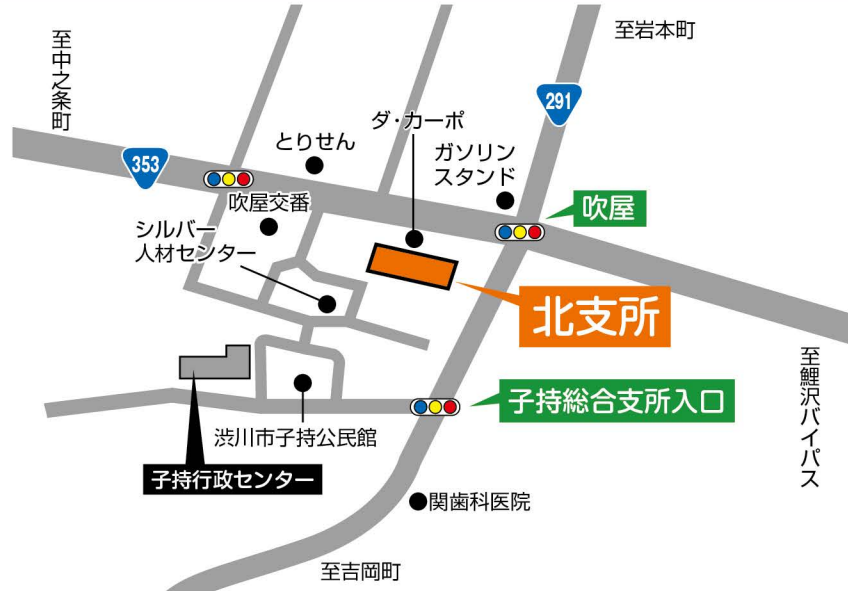 至中之条町
至岩本町
291
ダ・カーポ
とりせん
ガソリン
スタンド
353
吹屋
吹屋交番
シルバー
人材センター
北支所
至鯉沢バイパス
子持総合支所入口
渋川市子持公民館
子持行政センター
関歯科医院
至吉岡町